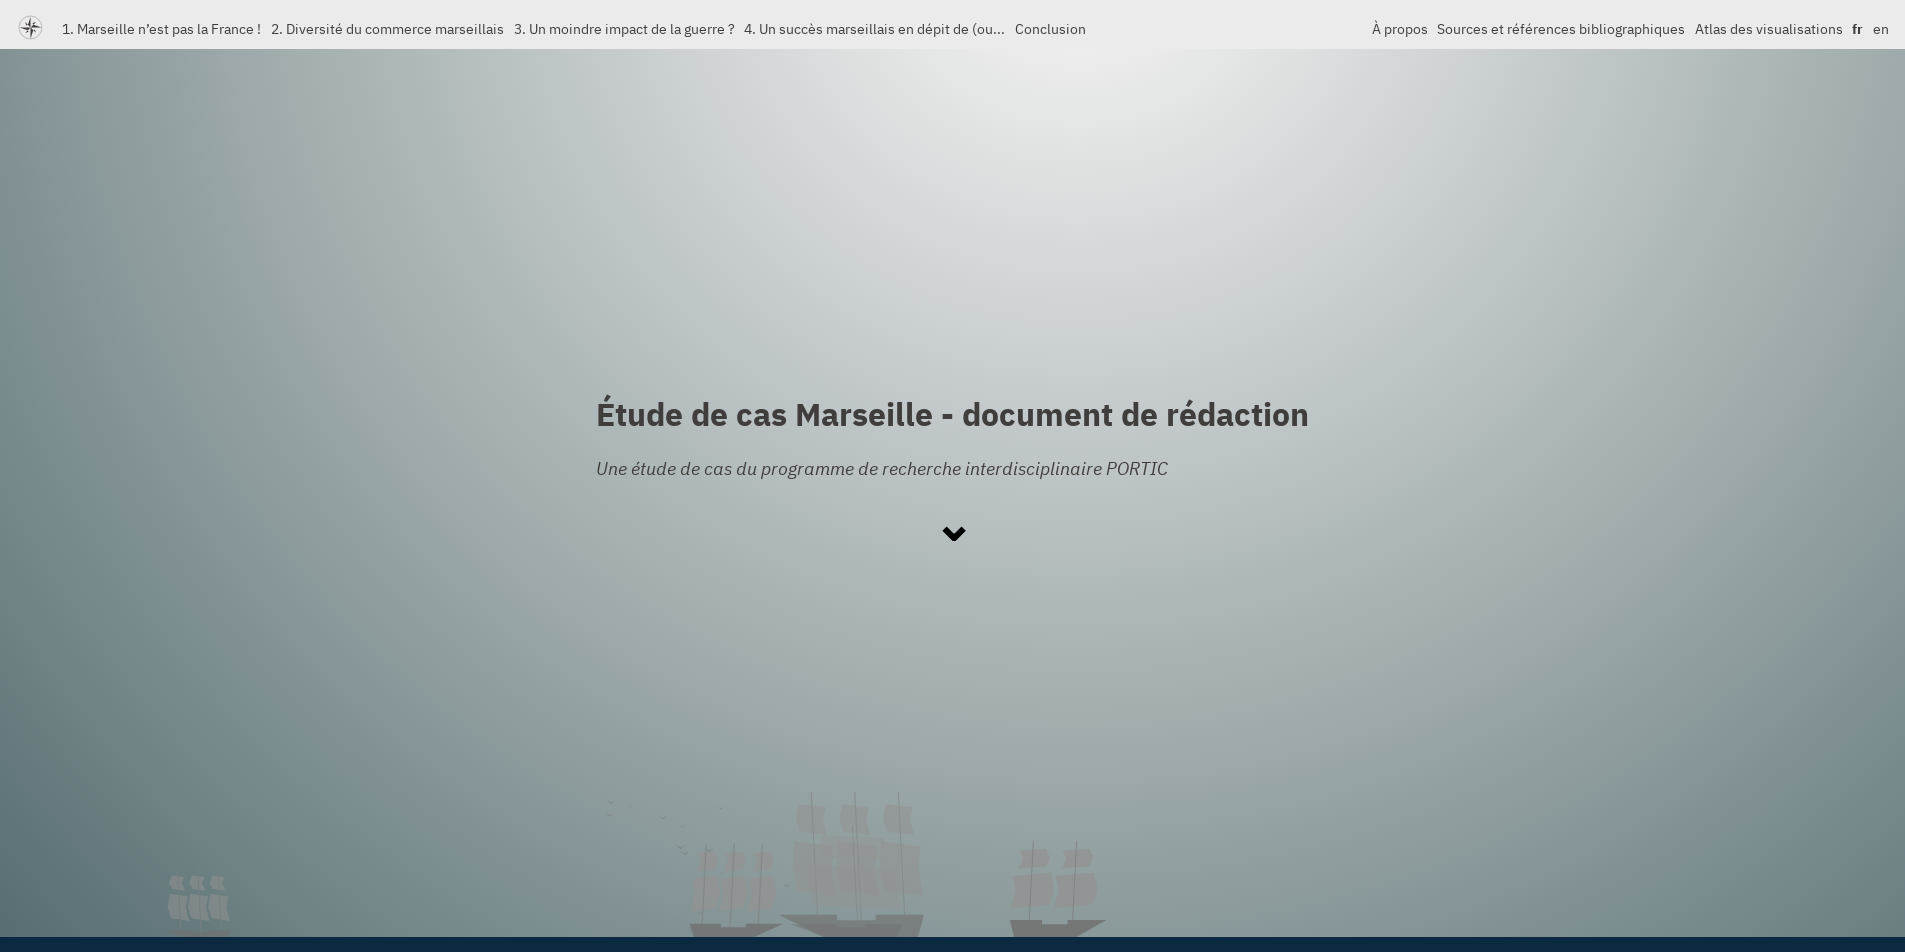 1. Marseille n’est pas la France ! 2. Diversité du commerce marseillais 3. Un moindre impact de la guerre ? 4. Un succès marseillais en dépit de (ou... Conclusion À propos Sources et références bibliographiques Atlas des visualisations fr en
Étude de cas Marseille - document de rédaction
Une étude de cas du programme de recherche interdisciplinaire PORTIC